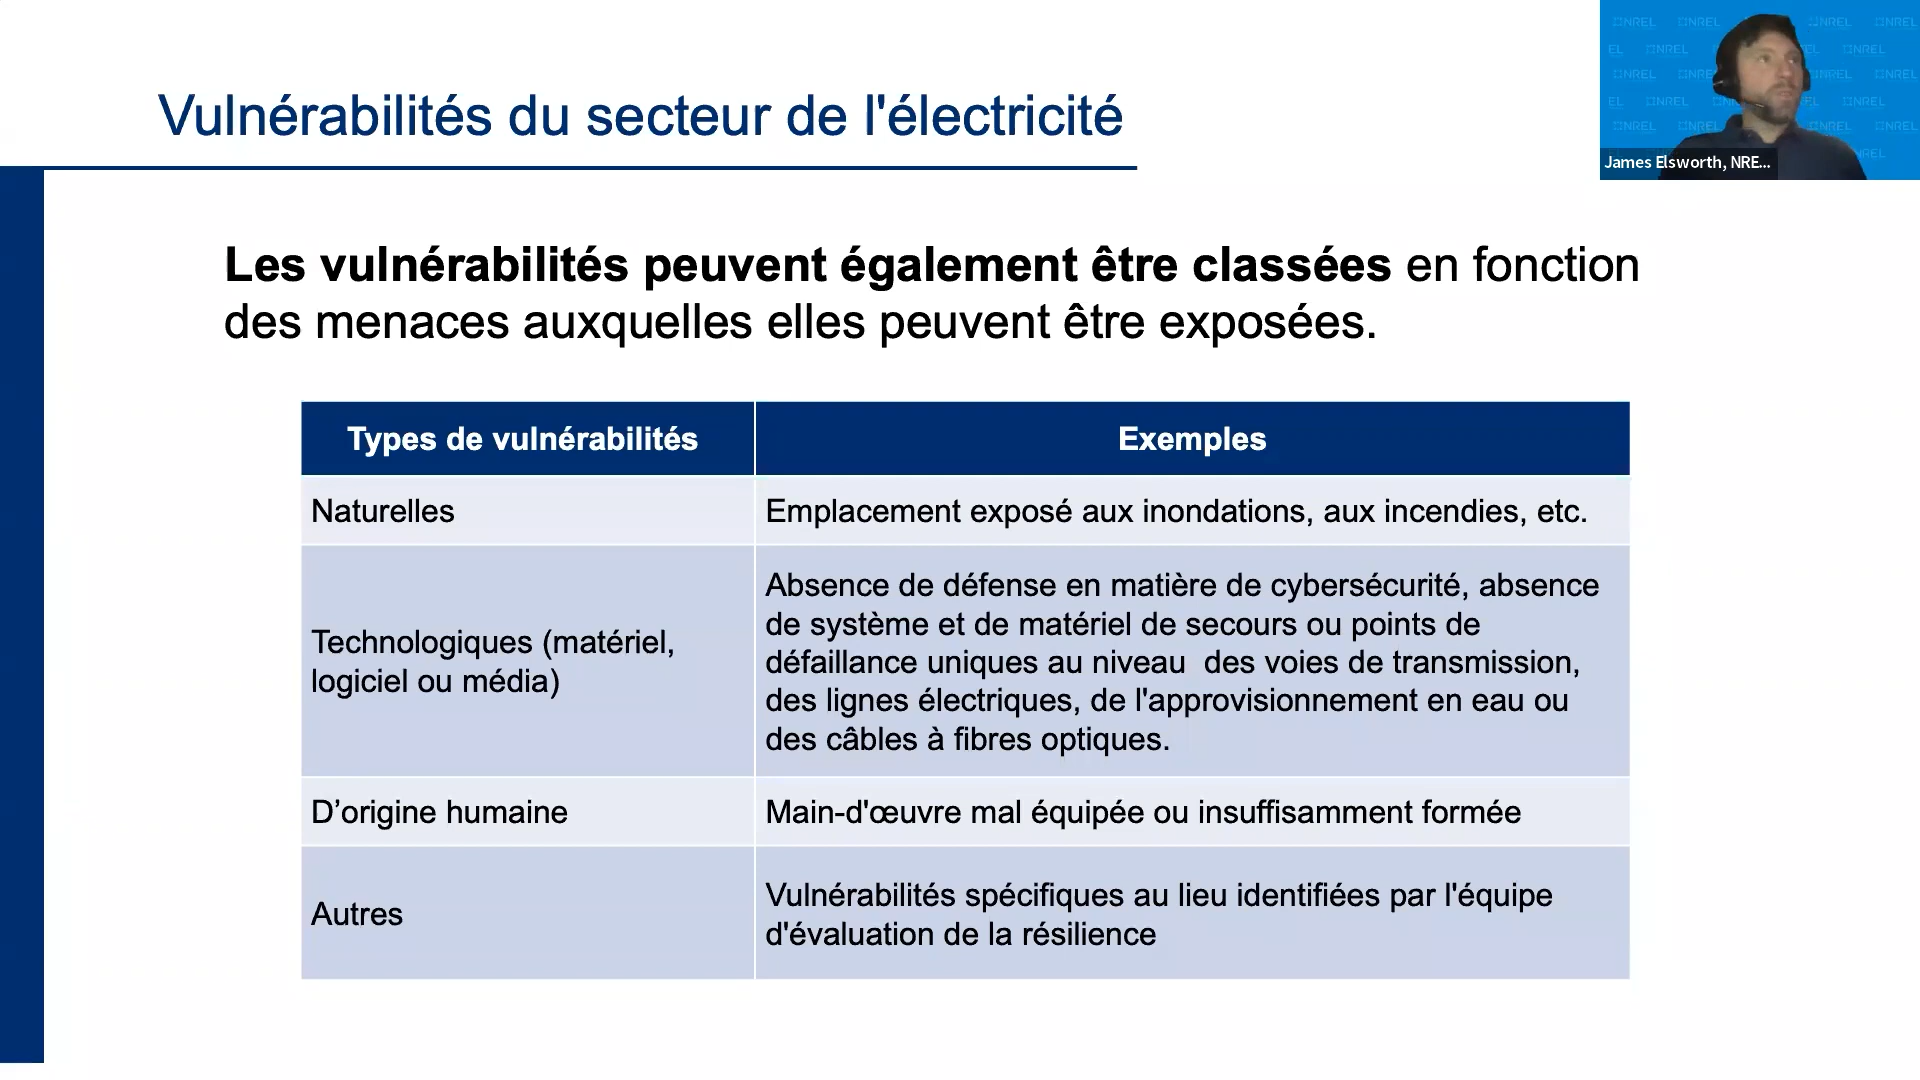 Vulnérabilités du secteur de l'électricité
James Elsworth, NRE...
Les vulnérabilités peuvent également être classées en fonction
des menaces auxquelles elles peuvent être exposées.
Types de vulnérabilités
Exemples
Naturelles
Emplacement exposé aux inondations, aux incendies, etc.
Technologiques (matériel,
logiciel ou média)
Absence de défense en matière de cybersécurité, absence
de système et de matériel de secours ou points de
défaillance uniques au niveau  des voies de transmission,
des lignes électriques, de l'approvisionnement en eau ou
des câbles à fibres optiques.
D’origine humaine
Main-d'œuvre mal équipée ou insuffisamment formée
Autres
Vulnérabilités spécifiques au lieu identifiées par l'équipe
d'évaluation de la résilience